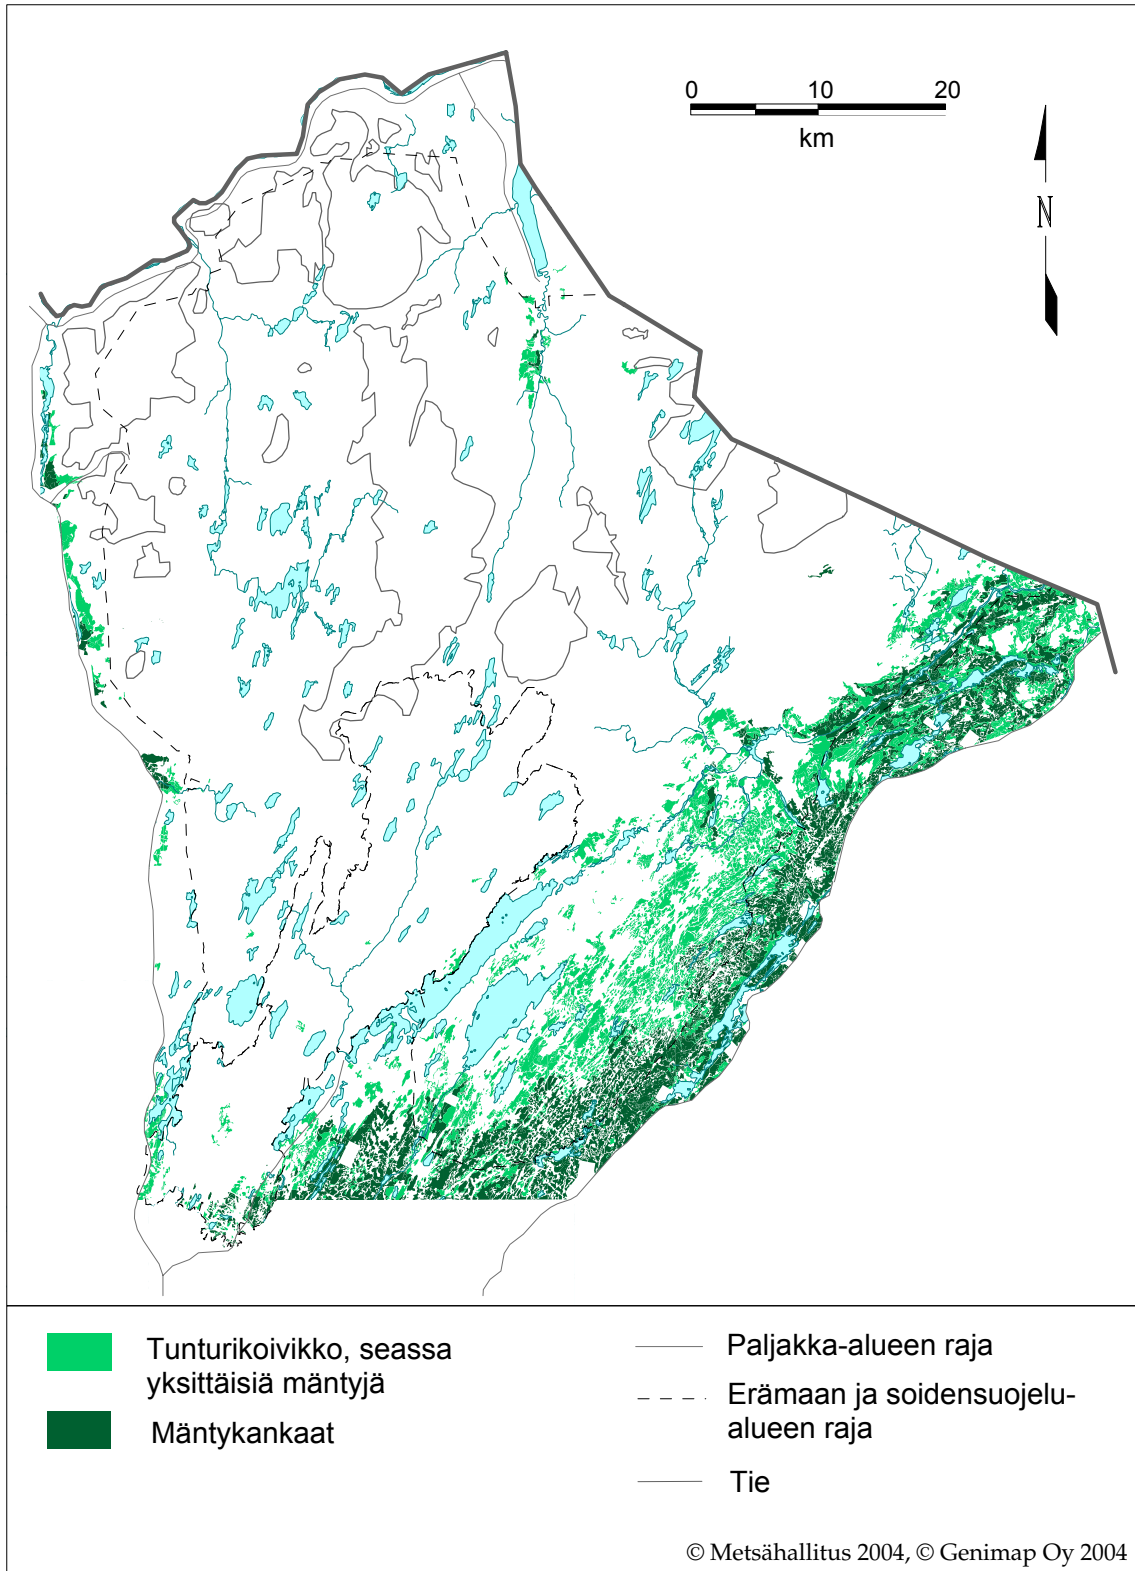 0 10 20
km
N
Tunturikoivikko, seassa
yksittäisiä mäntyjä
Mäntykankaat
Paljakka-alueen raja
Erämaan ja soidensuojelu-
alueen raja
Tie
© Metsähallitus 2004, © Genimap Oy 2004